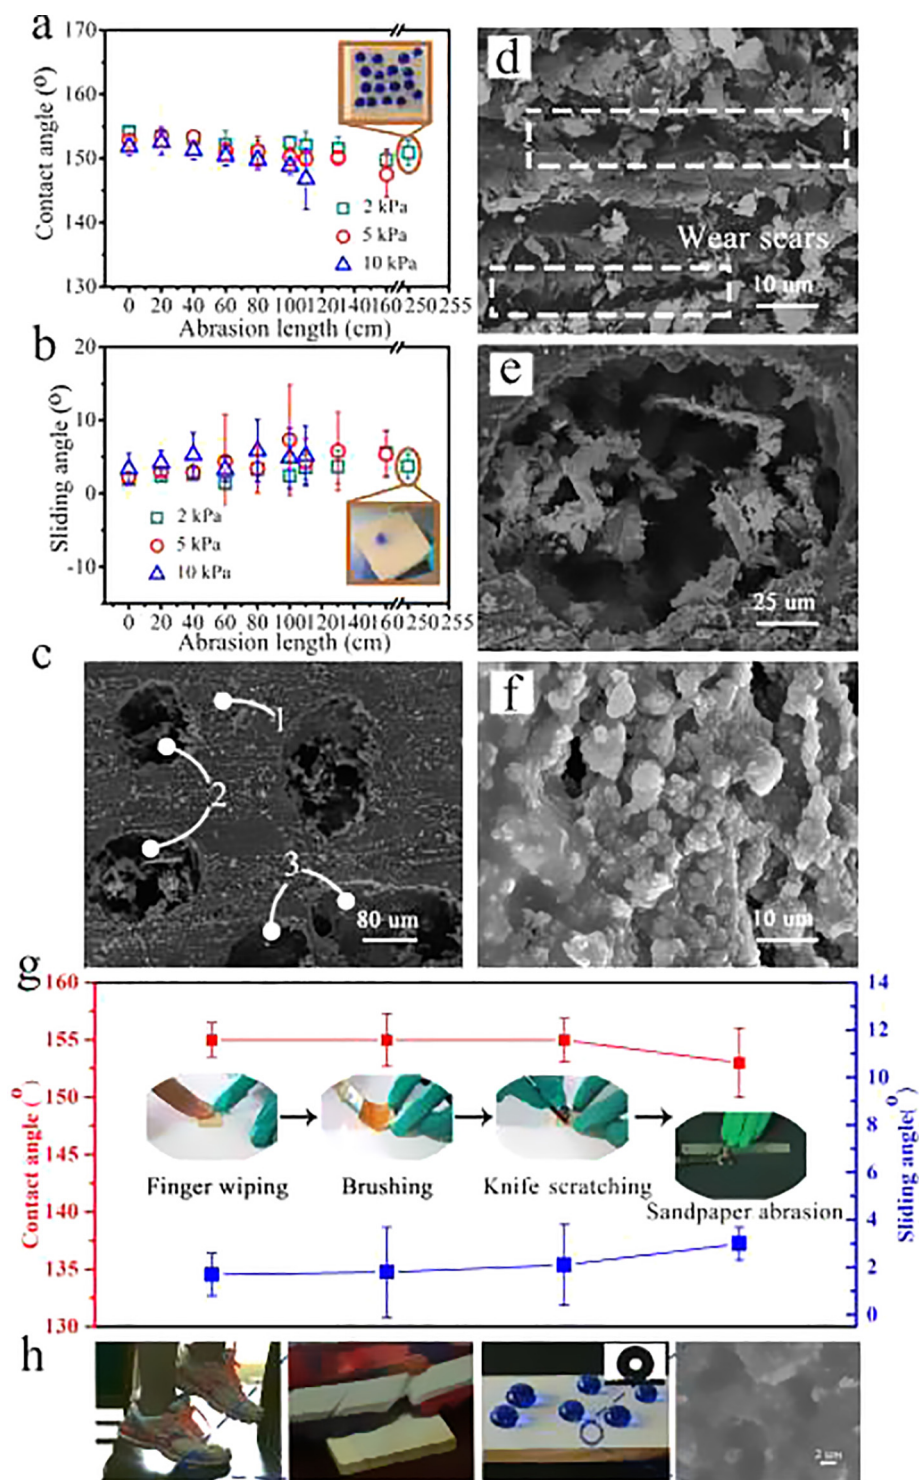 a
170
160
150
140
130
Contact angle (°)
2 kPa
5 kPa
10 kPa
0 20 40 60 80 100 120 140 160 250 255
Abrasion length (cm)
b
20
10
0
-10
Sliding angle (°)
2 kPa
5 kPa
10 kPa
0 20 40 60 80 100 120 140 160 250 255
Abrasion length (cm)
c
1
2
3
80 um
d
Wear scars
10 um
e
25 um
f
10 um
g
160
155
150
145
140
135
130
Contact angle (°)
14
12
10
8
6
4
2
0
Sliding angle(°)
Finger wiping
Brushing
Knife scratching
Sandpaper abrasion
h
2 um